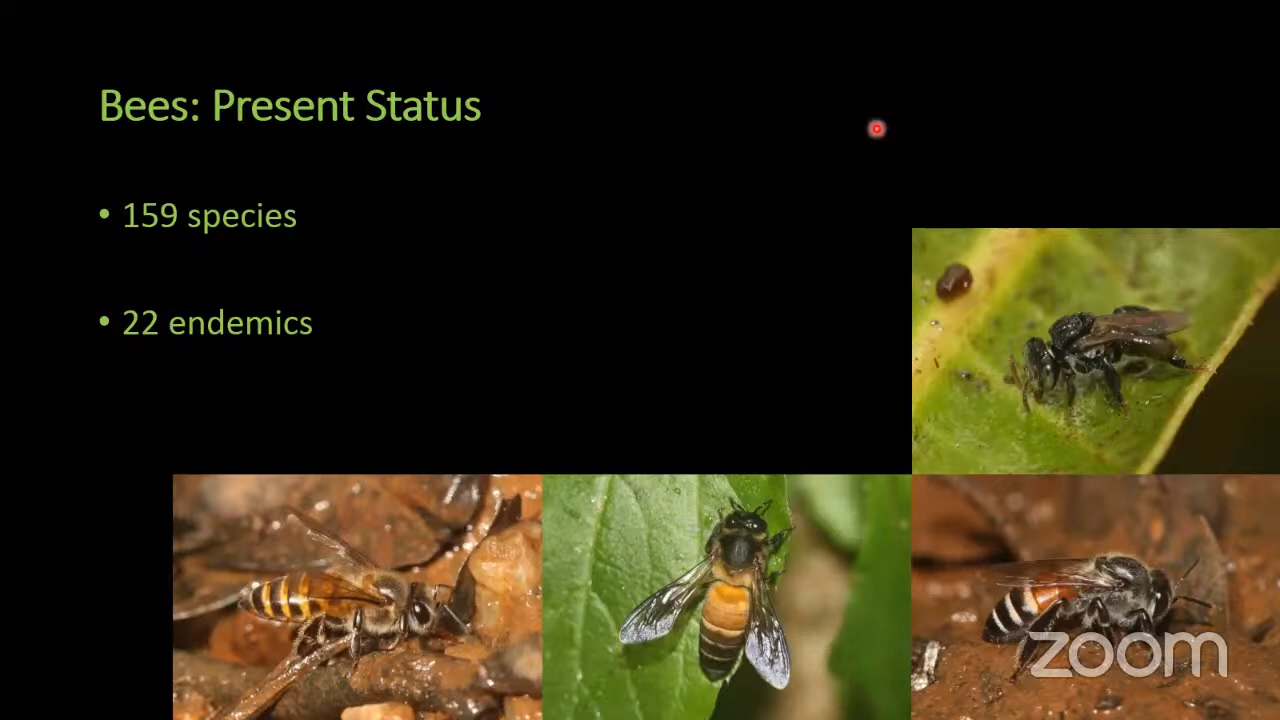 Bees: Present Status
• 159 species
• 22 endemics
zoom